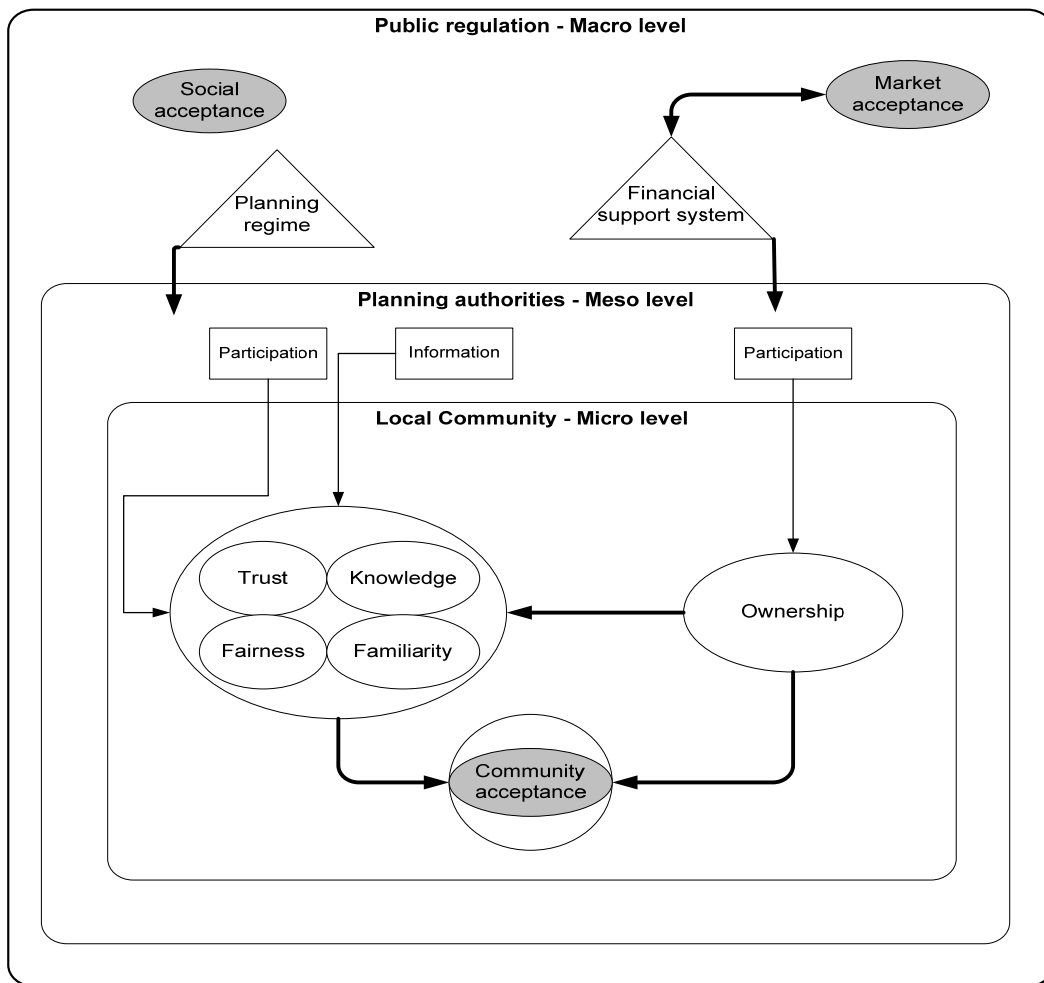 Public regulation - Macro level
Social
acceptance
Market
acceptance
Planning
regime
Financial
support system
Planning authorities - Meso level
Participation
Information
Participation
Local Community - Micro level
Trust
Knowledge
Fairness
Familiarity
Ownership
Community
acceptance